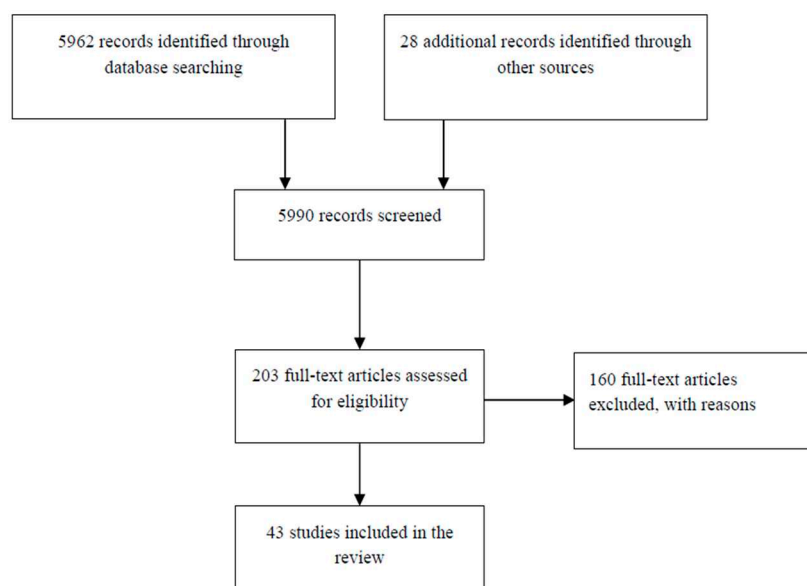 5962 records identified through
database searching
28 additional records identified through
other sources
5990 records screened
203 full-text articles assessed
for eligibility
160 full-text articles
excluded, with reasons
43 studies included in the
review